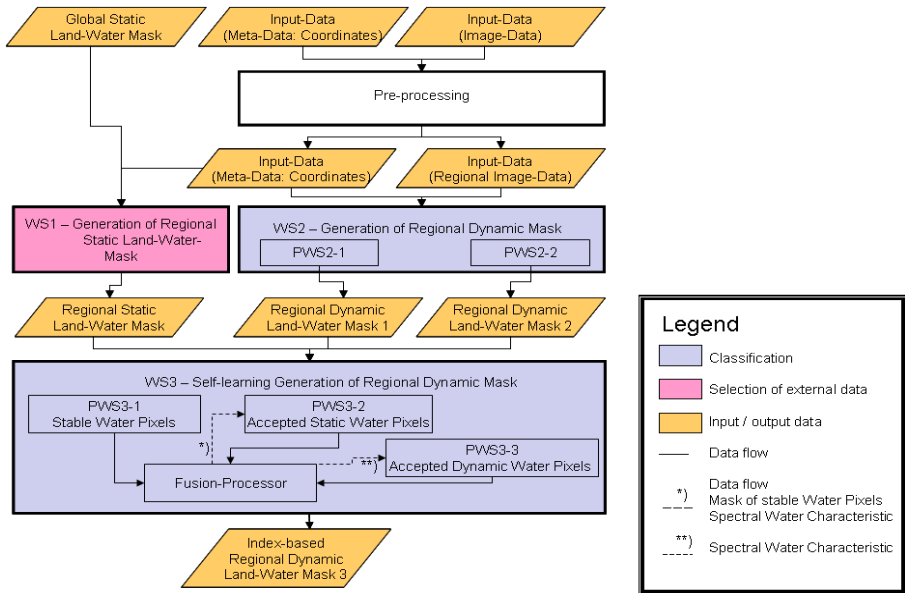 Global Static
Land-Water Mask
Input-Data
(Meta-Data: Coordinates)
Input-Data
(Image-Data)
Pre-processing
Input-Data
(Meta-Data: Coordinates)
Input-Data
(Regional Image-Data)
WS1 – Generation of Regional
Static Land-Water-
Mask
WS2 – Generation of Regional Dynamic Mask
PWS2-1
PWS2-2
Regional Static
Land-Water Mask
Regional Dynamic
Land-Water Mask 1
Regional Dynamic
Land-Water Mask 2
WS3 – Self-learning Generation of Regional Dynamic Mask
PWS3-1
Stable Water Pixels
PWS3-2
Accepted Static Water Pixels
*)
**)
PWS3-3
Accepted Dynamic Water Pixels
Fusion-Processor
Index-based
Regional Dynamic
Land-Water Mask 3
Legend
Classification
Selection of external data
Input / output data
Data flow
*)
Data flow
Mask of stable Water Pixels
Spectral Water Characteristic
**)
Spectral Water Characteristic